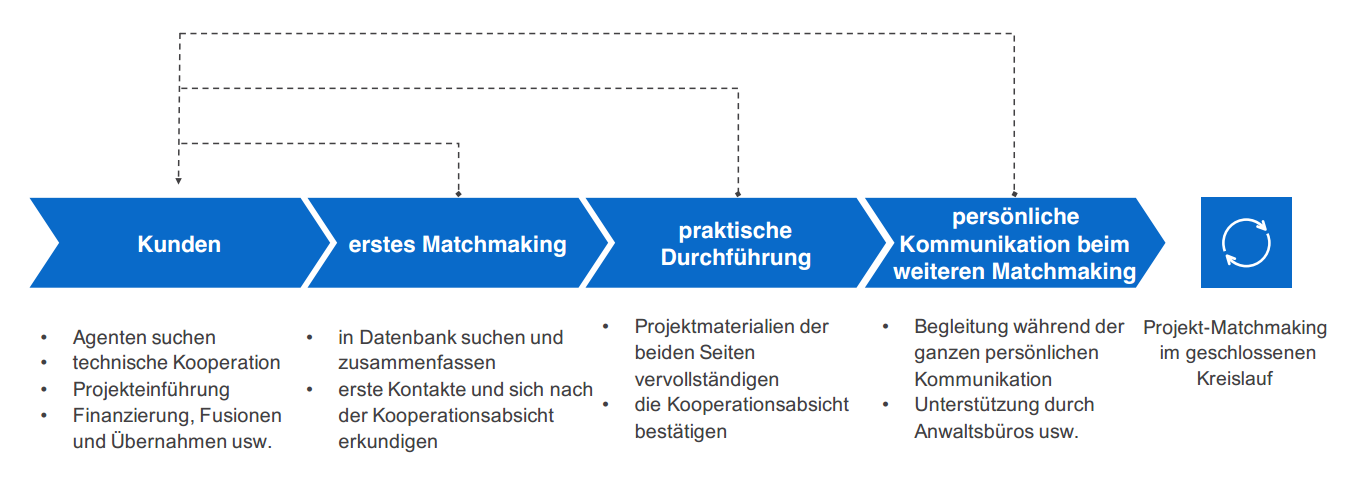 Kunden
erstes Matchmaking
praktische
Durchführung
persönliche
Kommunikation beim
weiteren Matchmaking
• Agenten suchen
• technische Kooperation
• Projekteinführung
• Finanzierung, Fusionen
und Übernahmen usw.
• in Datenbank suchen und
zusammenfassen
• erste Kontakte und sich nach
der Kooperationsabsicht
erkundigen
• Projektmaterialien der
beiden Seiten
vervollständigen
• die Kooperationsabsicht
bestätigen
• Begleitung während der
ganzen persönlichen
Kommunikation
• Unterstützung durch
Anwaltsbüros usw.
Projekt-Matchmaking
im geschlossenen
Kreislauf